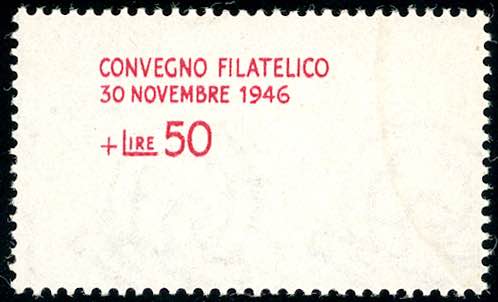 CONVEGNO FILATELICO
30 NOVEMBRE 1946
+ LIRE 50